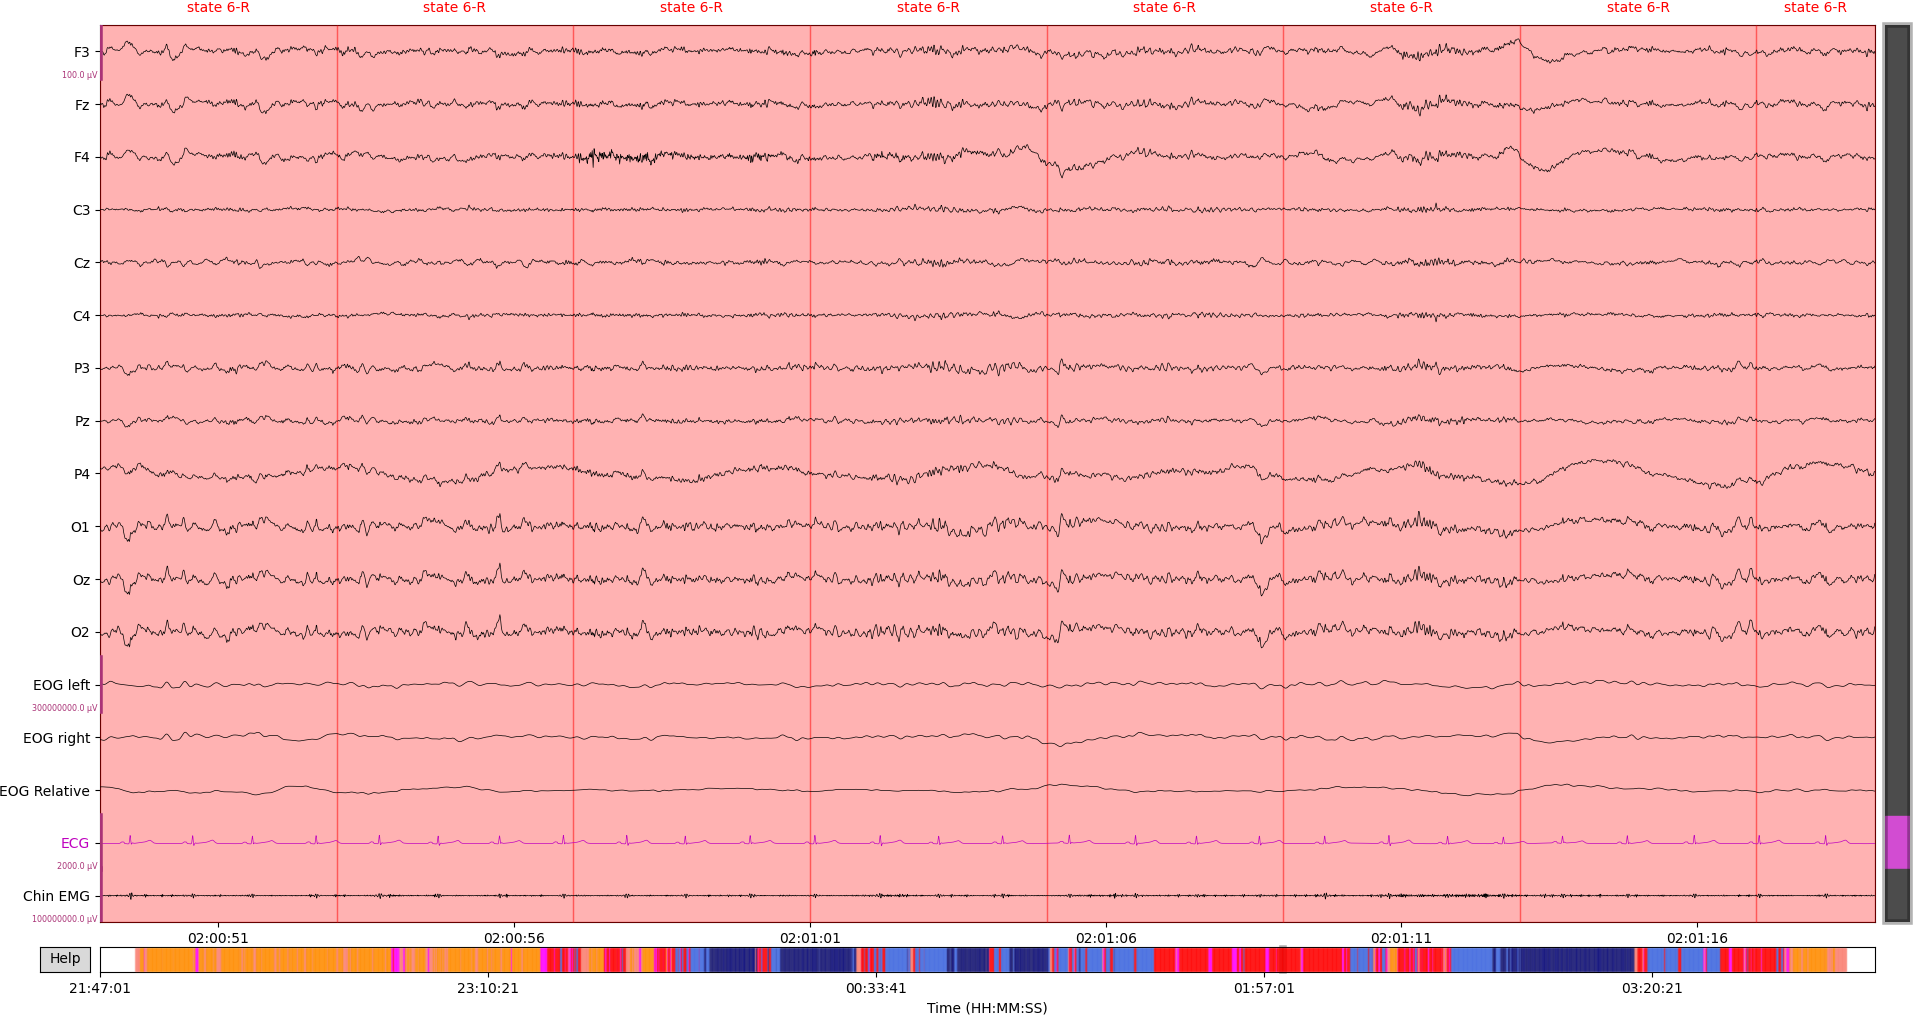 state 6-R state 6-R state 6-R state 6-R state 6-R state 6-R state 6-R state 6-R
F3
100.0 µV
Fz
F4
C3
Cz
C4
P3
Pz
P4
O1
Oz
O2
EOG left
300000000.0 µV
EOG right
EOG Relative
ECG
2000.0 µV
Chin EMG
100000000.0 µV
02:00:51 02:00:56 02:01:01 02:01:06 02:01:11 02:01:16
Help
21:47:01 23:10:21 00:33:41 01:57:01 03:20:21
Time (HH:MM:SS)